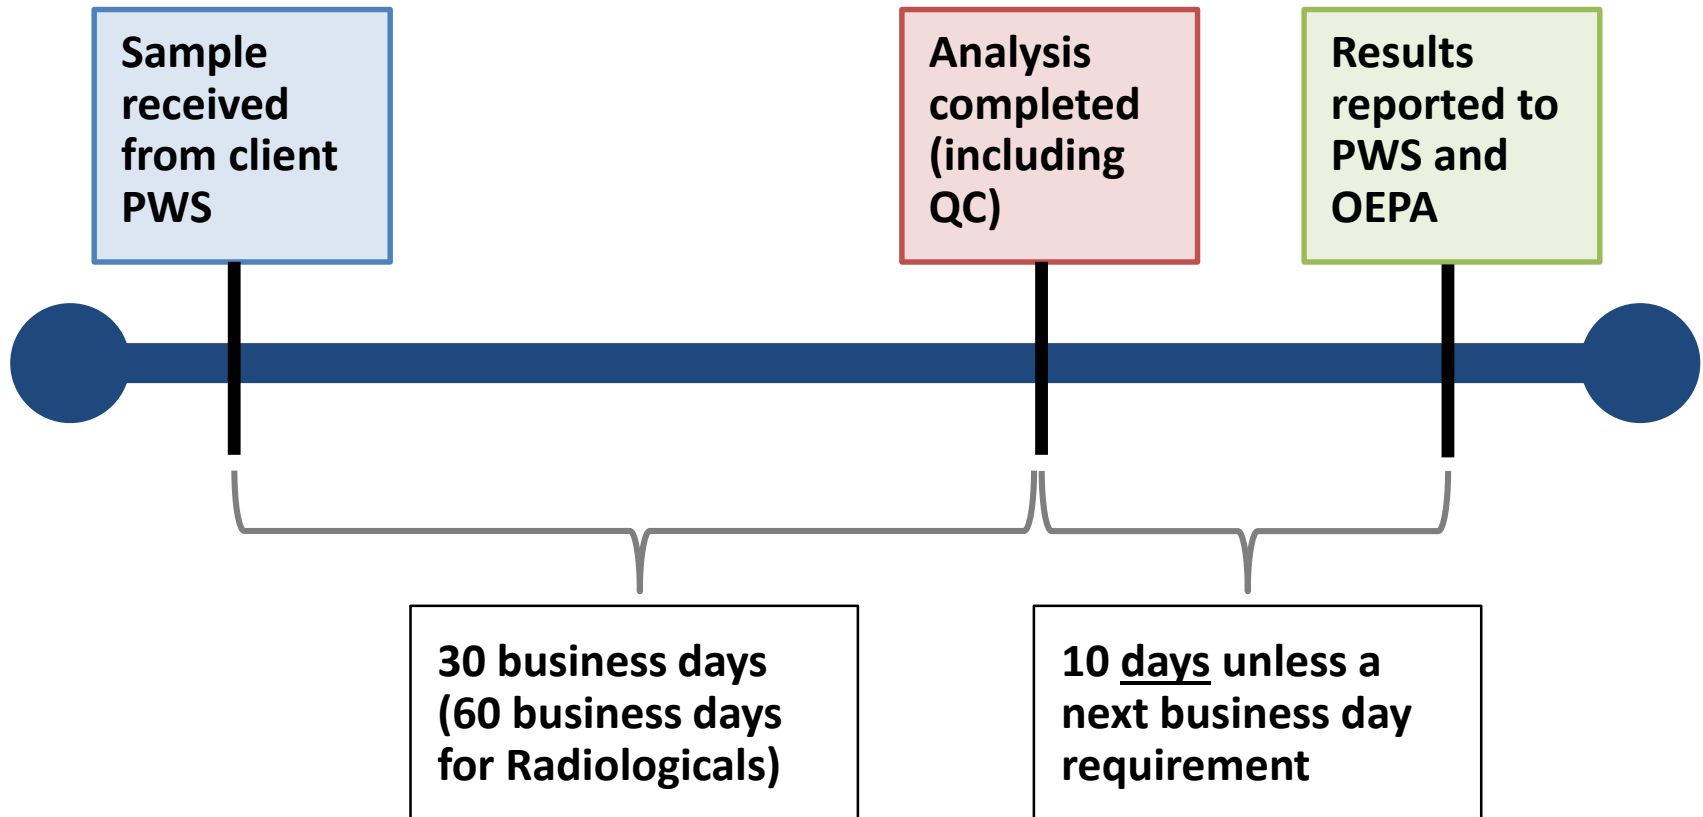 Sample
received
from client
PWS
Analysis
completed
(including
QC)
Results
reported to
PWS and
OEPA
30 business days
(60 business days
for Radiologicals)
10 days unless a
next business day
requirement